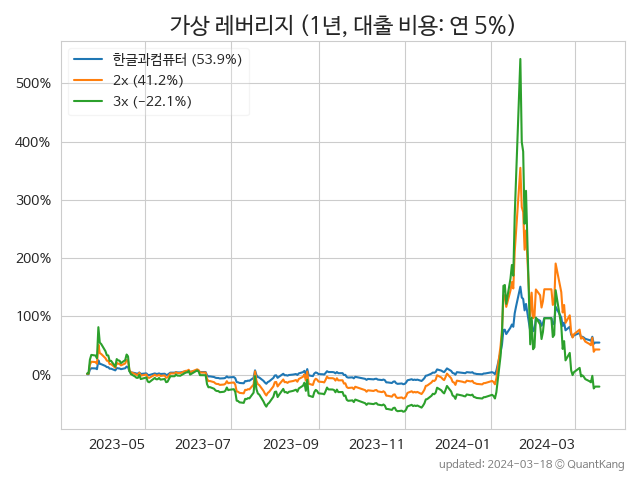 가상 레버리지 (1년, 대출 비용: 연 5%)
한글과컴퓨터 (53.9%)
2x (41.2%)
3x (−22.1%)
500%
400%
300%
200%
100%
0%
2023-05
2023-07
2023-09
2023-11
2024-01
2024-03
updated: 2024-03-18 © QuantKang